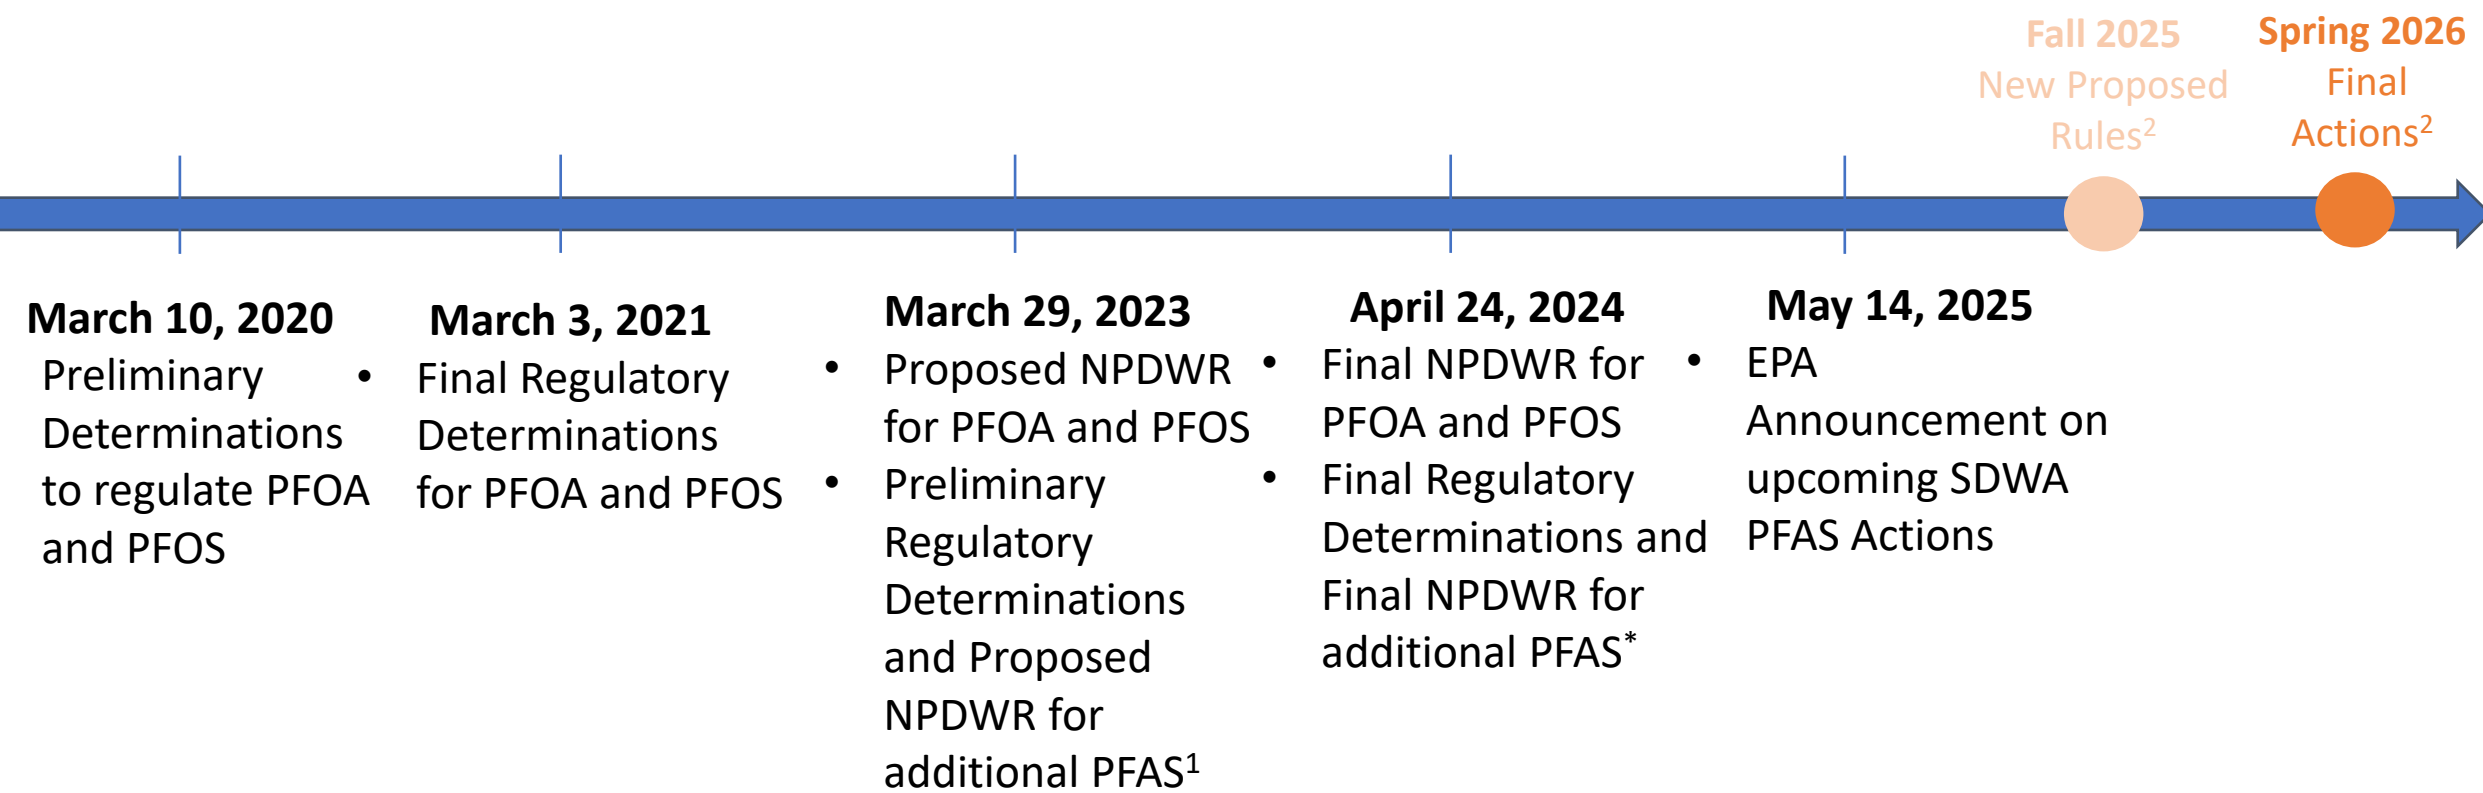 Fall 2025
New Proposed
Rules²
Spring 2026
Final
Actions²
March 10, 2020
Preliminary
Determinations
to regulate PFOA
and PFOS
March 3, 2021
• Final Regulatory
Determinations
for PFOA and PFOS
March 29, 2023
• Proposed NPDWR
for PFOA and PFOS
• Preliminary
Regulatory
Determinations
and Proposed
NPDWR for
additional PFAS¹
April 24, 2024
• Final NPDWR for
PFOA and PFOS
• Final Regulatory
Determinations and
Final NPDWR for
additional PFAS*
May 14, 2025
• EPA
Announcement on
upcoming SDWA
PFAS Actions